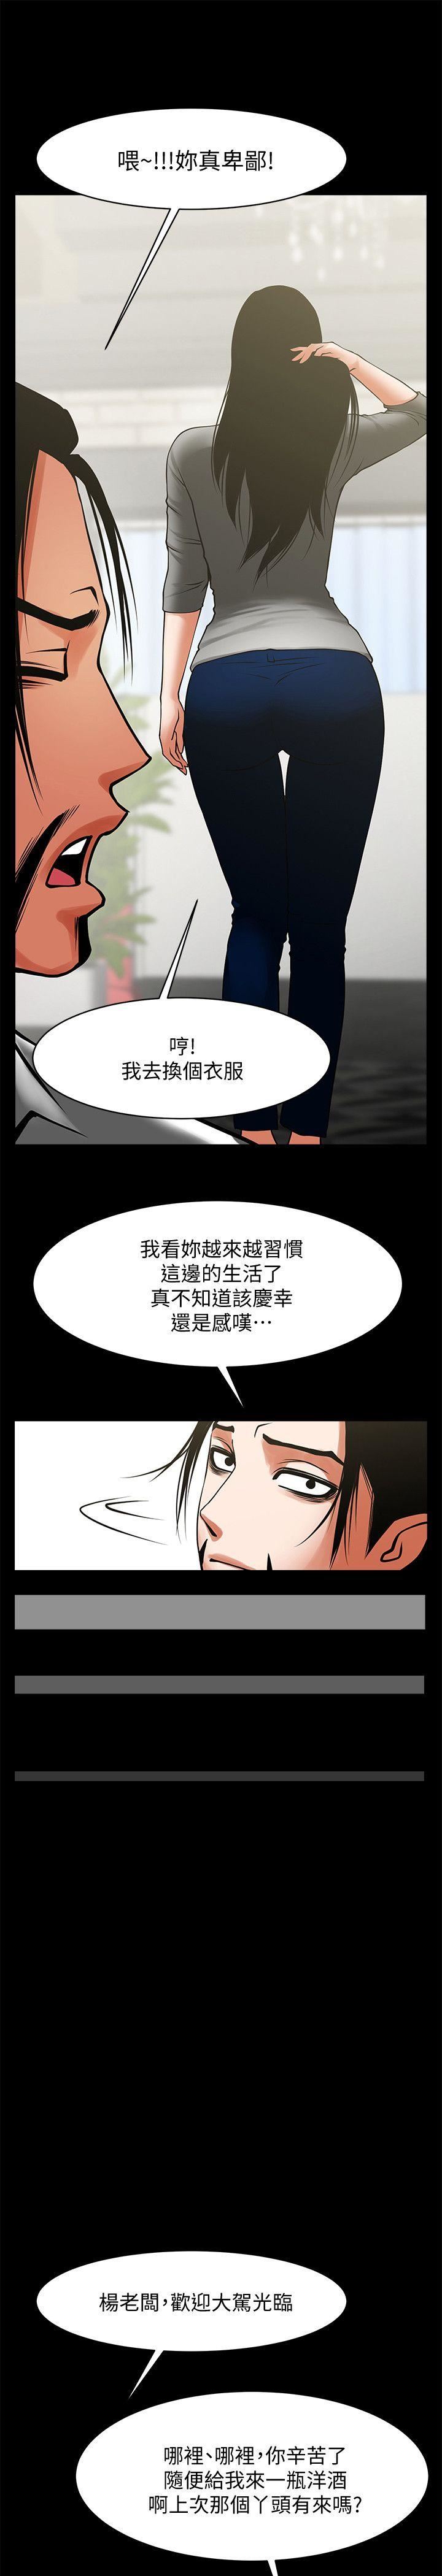 喂~!!!妳真卑鄙!
哼!
我去換個衣服
我看妳越來越習慣
這邊的生活了
真不知道該慶幸
還是感嘆…
楊老闆,歡迎大駕光臨
哪裡、哪裡,你辛苦了
隨便給我來一瓶洋酒
啊上次那個丫頭有來嗎?